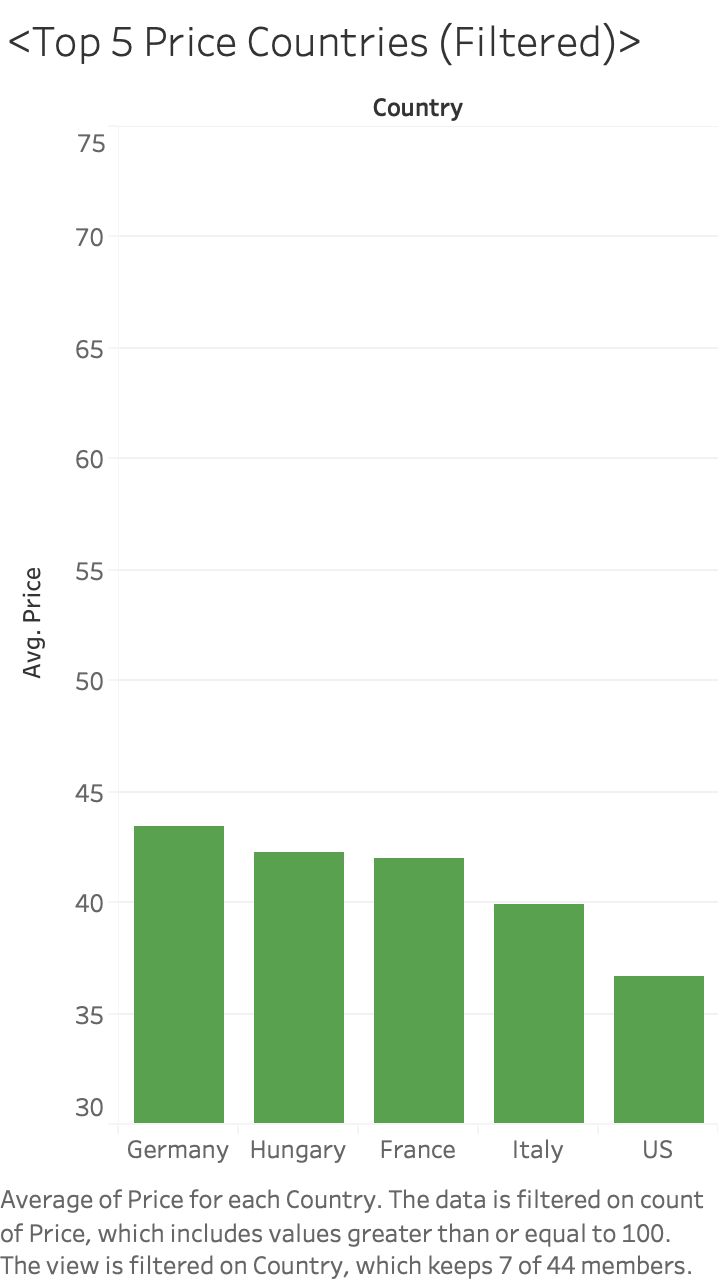 <Top 5 Price Countries (Filtered)>
Country
75
70
65
60
55
50
45
40
35
30
Avg. Price
Germany Hungary France Italy US
Average of Price for each Country. The data is filtered on count
of Price, which includes values greater than or equal to 100.
The view is filtered on Country, which keeps 7 of 44 members.